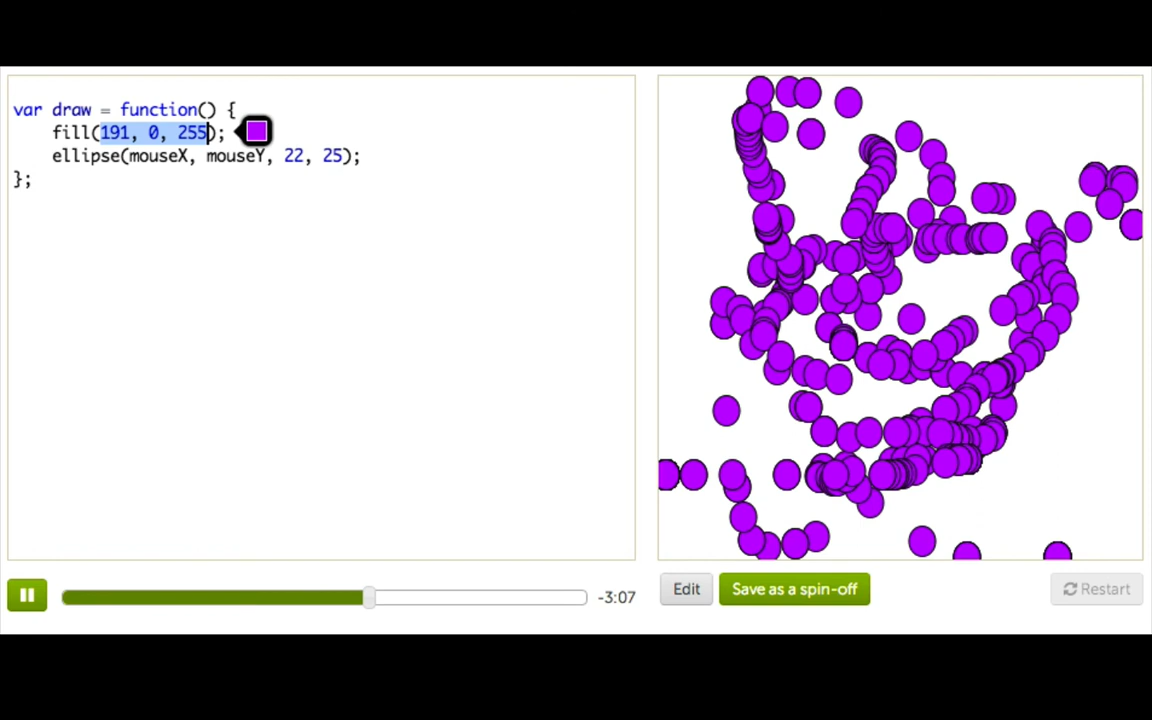 var draw = function() {
fill(191, 0, 255);
ellipse(mouseX, mouseY, 22, 25);
};
-3:07
Edit
Save as a spin-off
Restart